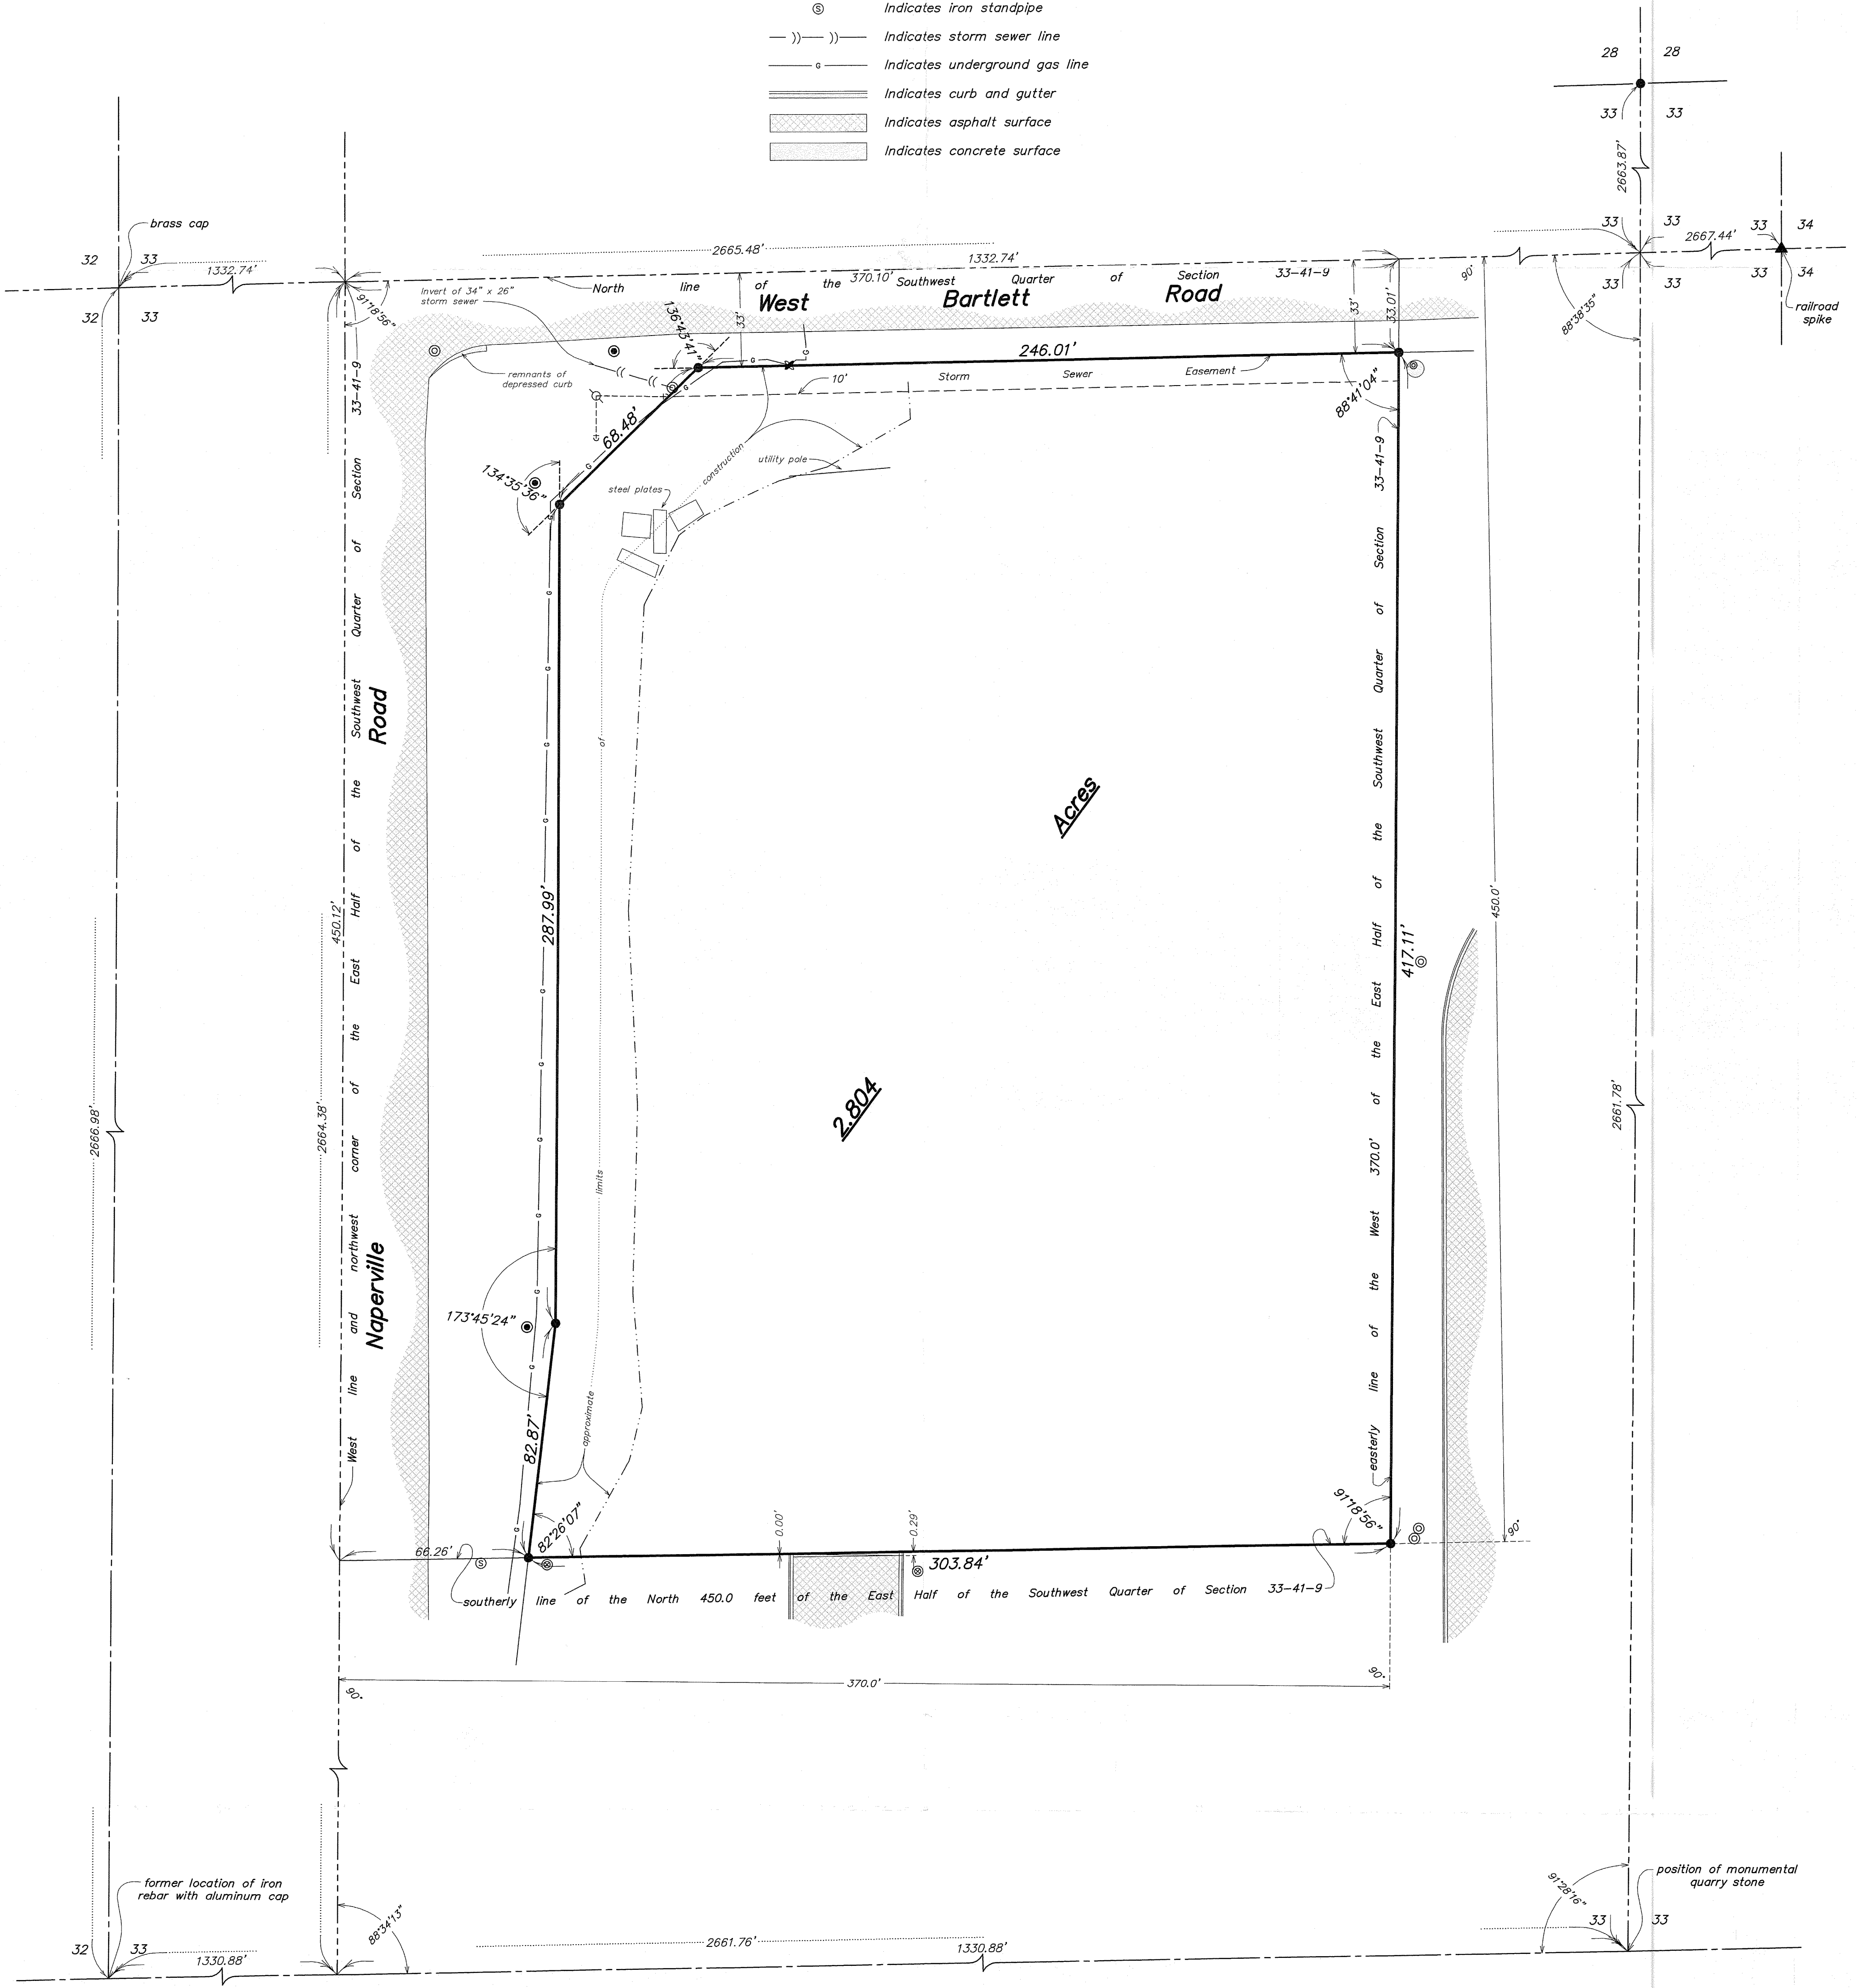 Indicates iron standpipe
Indicates storm sewer line
Indicates underground gas line
Indicates curb and gutter
Indicates asphalt surface
Indicates concrete surface
S
G
28 28
33 33
2663.87'
brass cap
32 33
32 33
1332.74'
2665.48'
1332.74'
33 33
33 33
2667.44'
33 34
33 34
railroad spike
North line of the Southwest Quarter of Section 33-41-9
370.10'
West Bartlett Road
Invert of 34" x 26"
storm sewer
91°18'56"
136°43'41"
33'
33'
33.01'
90°
88°38'35"
246.01'
remnants of
depressed curb
10' Storm Sewer Easement
88°41'04"
68.48'
134°35'36"
construction
utility pole
steel plates
West line and northwest corner of the East Half of the Southwest Quarter of Section 33-41-9
Naperville Road
450.12'
2664.38'
2666.98'
287.99'
approximate limits of
Acres
2.804
easterly line of the West 370.0' of the East Half of the Southwest Quarter of Section 33-41-9
417.11'
450.0'
2661.78'
173°45'24"
82.87'
82°26'07"
91°18'56"
90°
66.26'
S
0.00'
0.29'
303.84'
southerly line of the North 450.0 feet of the East Half of the Southwest Quarter of Section 33-41-9
90°
370.0'
90°
former location of iron
rebar with aluminum cap
88°34'13"
91°28'16"
position of monumental
quarry stone
32 33
1330.88'
2661.76'
1330.88'
33 33